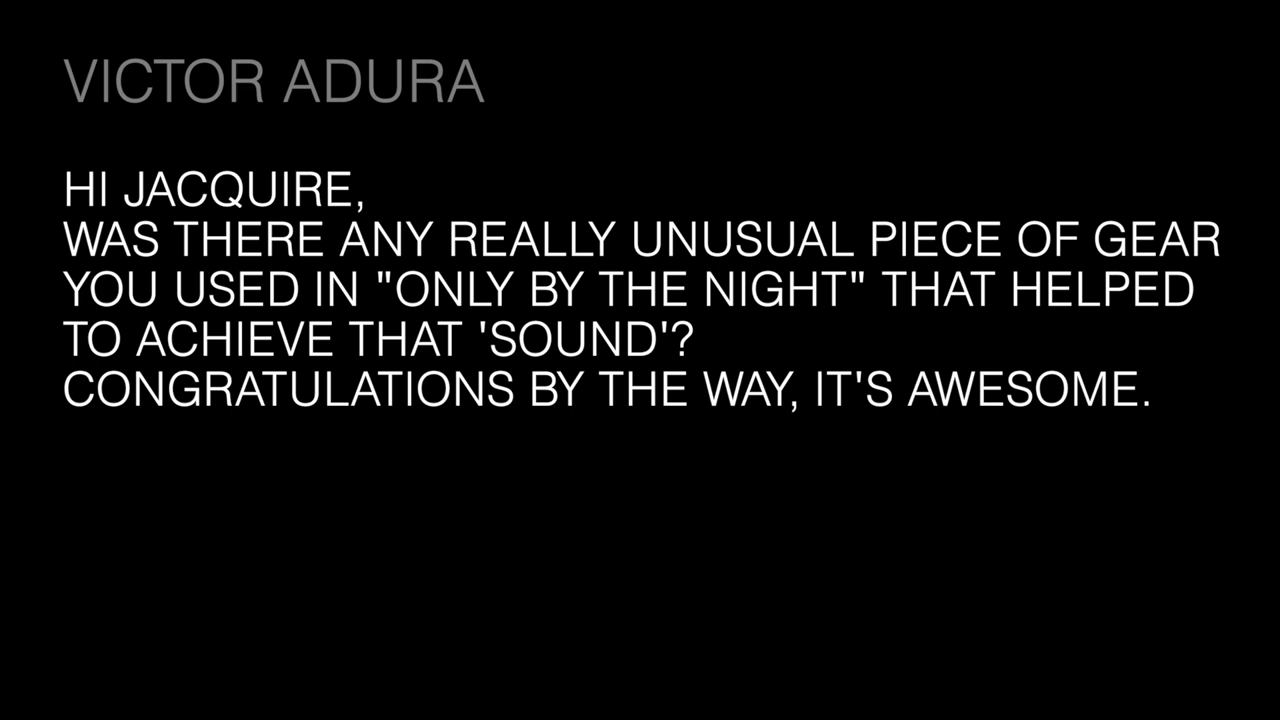 VICTOR ADURA
HI JACQUIRE,
WAS THERE ANY REALLY UNUSUAL PIECE OF GEAR
YOU USED IN "ONLY BY THE NIGHT" THAT HELPED
TO ACHIEVE THAT 'SOUND'?
CONGRATULATIONS BY THE WAY, IT'S AWESOME.